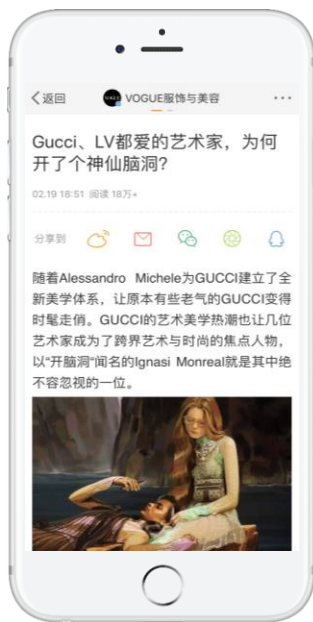 返回 VOGUE服饰与美容
Gucci、LV都爱的艺术家，为何
开了个神仙脑洞？
02.19 18:51 阅读 18万+
分享到
随着Alessandro Michele为GUCCI建立了全
新美学体系，让原本有些老气的GUCCI变得
时髦走俏。GUCCI的艺术美学热潮也让几位
艺术家成为了跨界艺术与时尚的焦点人物，
以“开脑洞“闻名的Ignasi Monreal就是其中绝
不容忽视的一位。